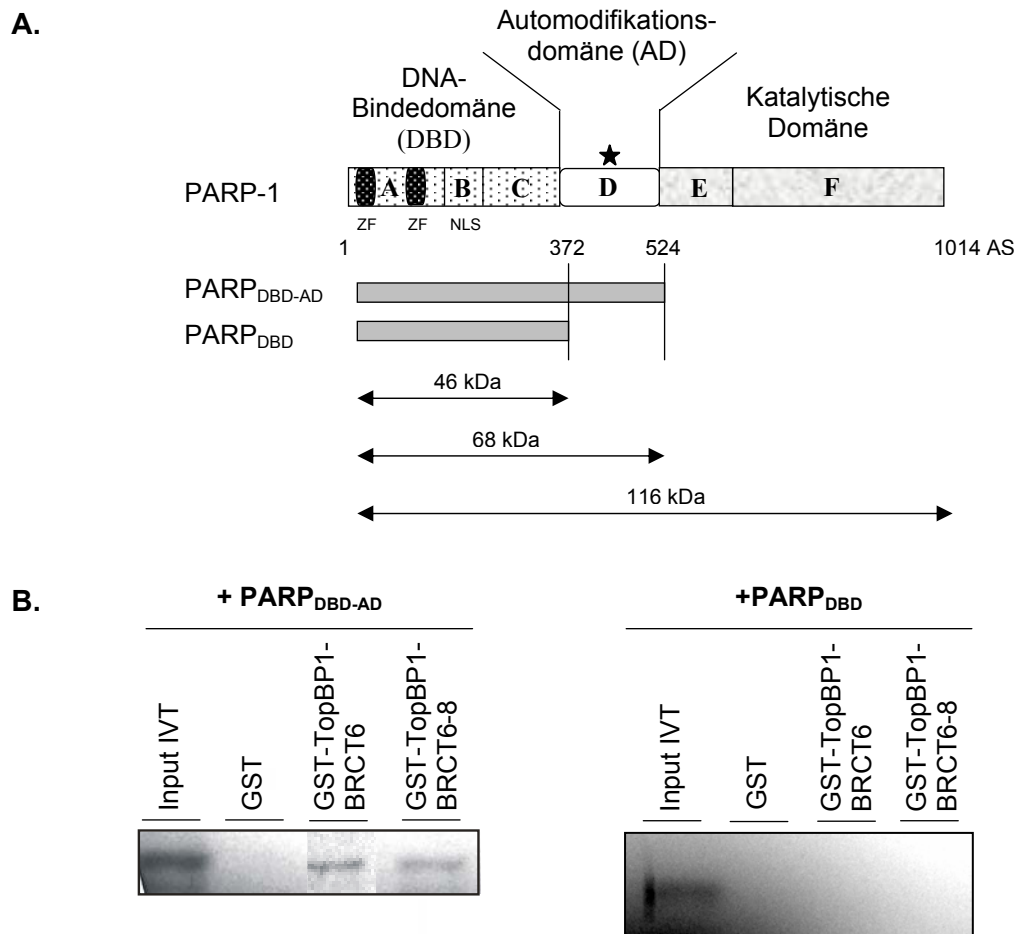 A.
Automodifikations-
domäne (AD)
DNA-
Bindedomäne
(DBD)
Katalytische
Domäne
PARP-1
A B C D E F
ZF ZF NLS
1 372 524 1014 AS
PARPDBD-AD
PARPDBD
46 kDa
68 kDa
116 kDa
B.
+ PARPDBD-AD
+PARPDBD
Input IVT
GST
GST-TopBP1-
BRCT6
GST-TopBP1-
BRCT6-8
Input IVT
GST
GST-TopBP1-
BRCT6
GST-TopBP1-
BRCT6-8